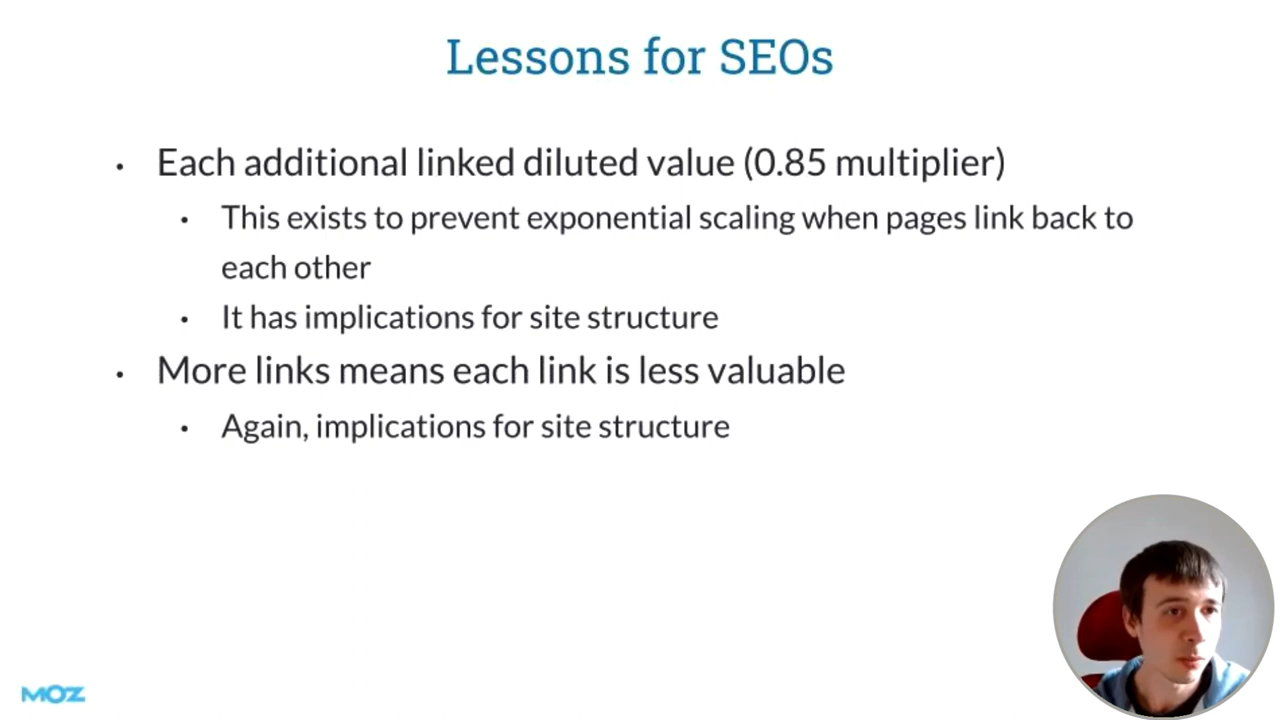 Lessons for SEOs
• Each additional linked diluted value (0.85 multiplier)
• This exists to prevent exponential scaling when pages link back to
each other
• It has implications for site structure
• More links means each link is less valuable
• Again, implications for site structure
MOZ